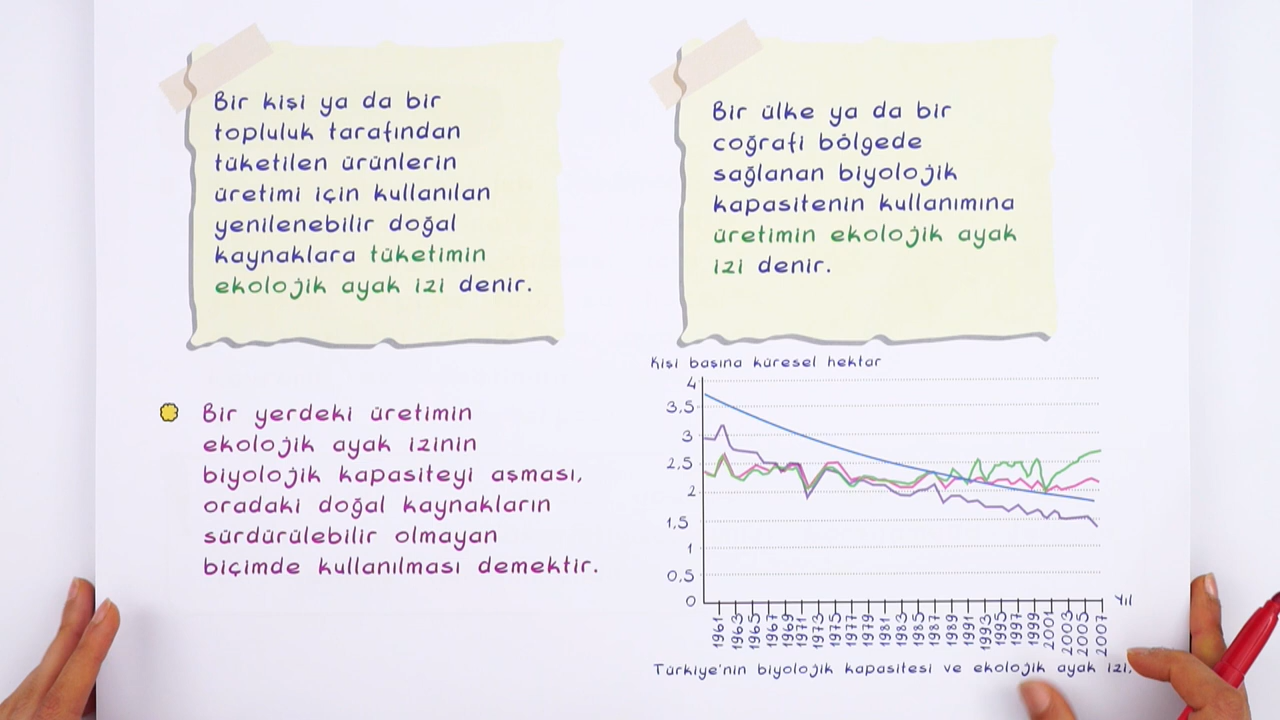 Bir kişi ya da bir
topluluk tarafından
tüketilen ürünlerin
üretimi için kullanılan
yenilenebilir doğal
kaynaklara tüketimin
ekolojik ayak izi denir.
Bir ülke ya da bir
coğrafi bölgede
sağlanan biyolojik
kapasitenin kullanımına
üretimin ekolojik ayak
izi denir.
Bir yerdeki üretimin
ekolojik ayak izinin
biyolojik kapasiteyi aşması,
oradaki doğal kaynakların
sürdürülebilir olmayan
biçimde kullanılması demektir.
Kişi başına küresel hektar
4
3,5
3
2,5
2
1,5
1
0,5
0
Yıl
1961
1963
1965
1967
1969
1971
1973
1975
1977
1979
1981
1983
1985
1987
1989
1991
1993
1995
1997
1999
2001
2003
2005
2007
Türkiye'nin biyolojik kapasitesi ve ekolojik ayak izi,